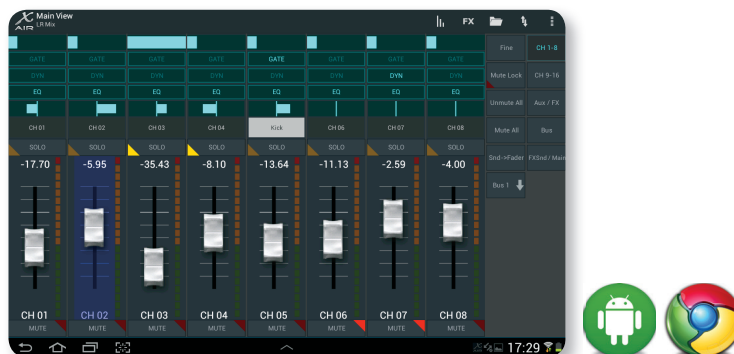 X AIR Main View
LR Mix
FX
GATE GATE GATE GATE GATE GATE GATE GATE Fine CH 1-8
DYN DYN DYN DYN DYN DYN DYN DYN Mute Lock CH 9-16
EQ EQ EQ EQ EQ EQ EQ EQ
Unmute All Aux / FX
CH 01 CH 02 CH 03 CH 04 Kick CH 06 CH 07 CH 08 Mute All Bus
SOLO SOLO SOLO SOLO SOLO SOLO SOLO SOLO
-17.70 -5.95 -35.43 -8.10 -13.64 -11.13 -2.59 -4.00 Snd->Fader FXSnd / Main
Bus 1
CH 01 CH 02 CH 03 CH 04 CH 05 CH 06 CH 07 CH 08
MUTE MUTE MUTE MUTE MUTE MUTE MUTE MUTE
17:29